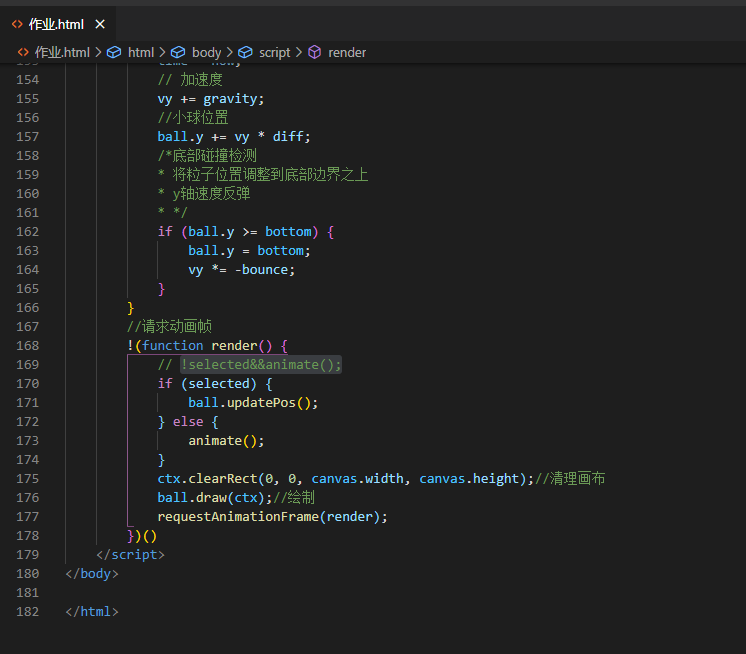 作业.html
作业.html > html > body > script > render
154 // 加速度
155 vy += gravity;
156 //小球位置
157 ball.y += vy * diff;
158 /*底部碰撞检测
159 * 将粒子位置调整到底部边界之上
160 * y轴速度反弹
161 * */
162 if (ball.y >= bottom) {
163 ball.y = bottom;
164 vy *= -bounce;
165 }
166 }
167 //请求动画帧
168 !(function render() {
169 // !selected&&animate();
170 if (selected) {
171 ball.updatePos();
172 } else {
173 animate();
174 }
175 ctx.clearRect(0, 0, canvas.width, canvas.height);//清理画布
176 ball.draw(ctx);//绘制
177 requestAnimationFrame(render);
178 })()
179 </script>
180 </body>
181
182 </html>